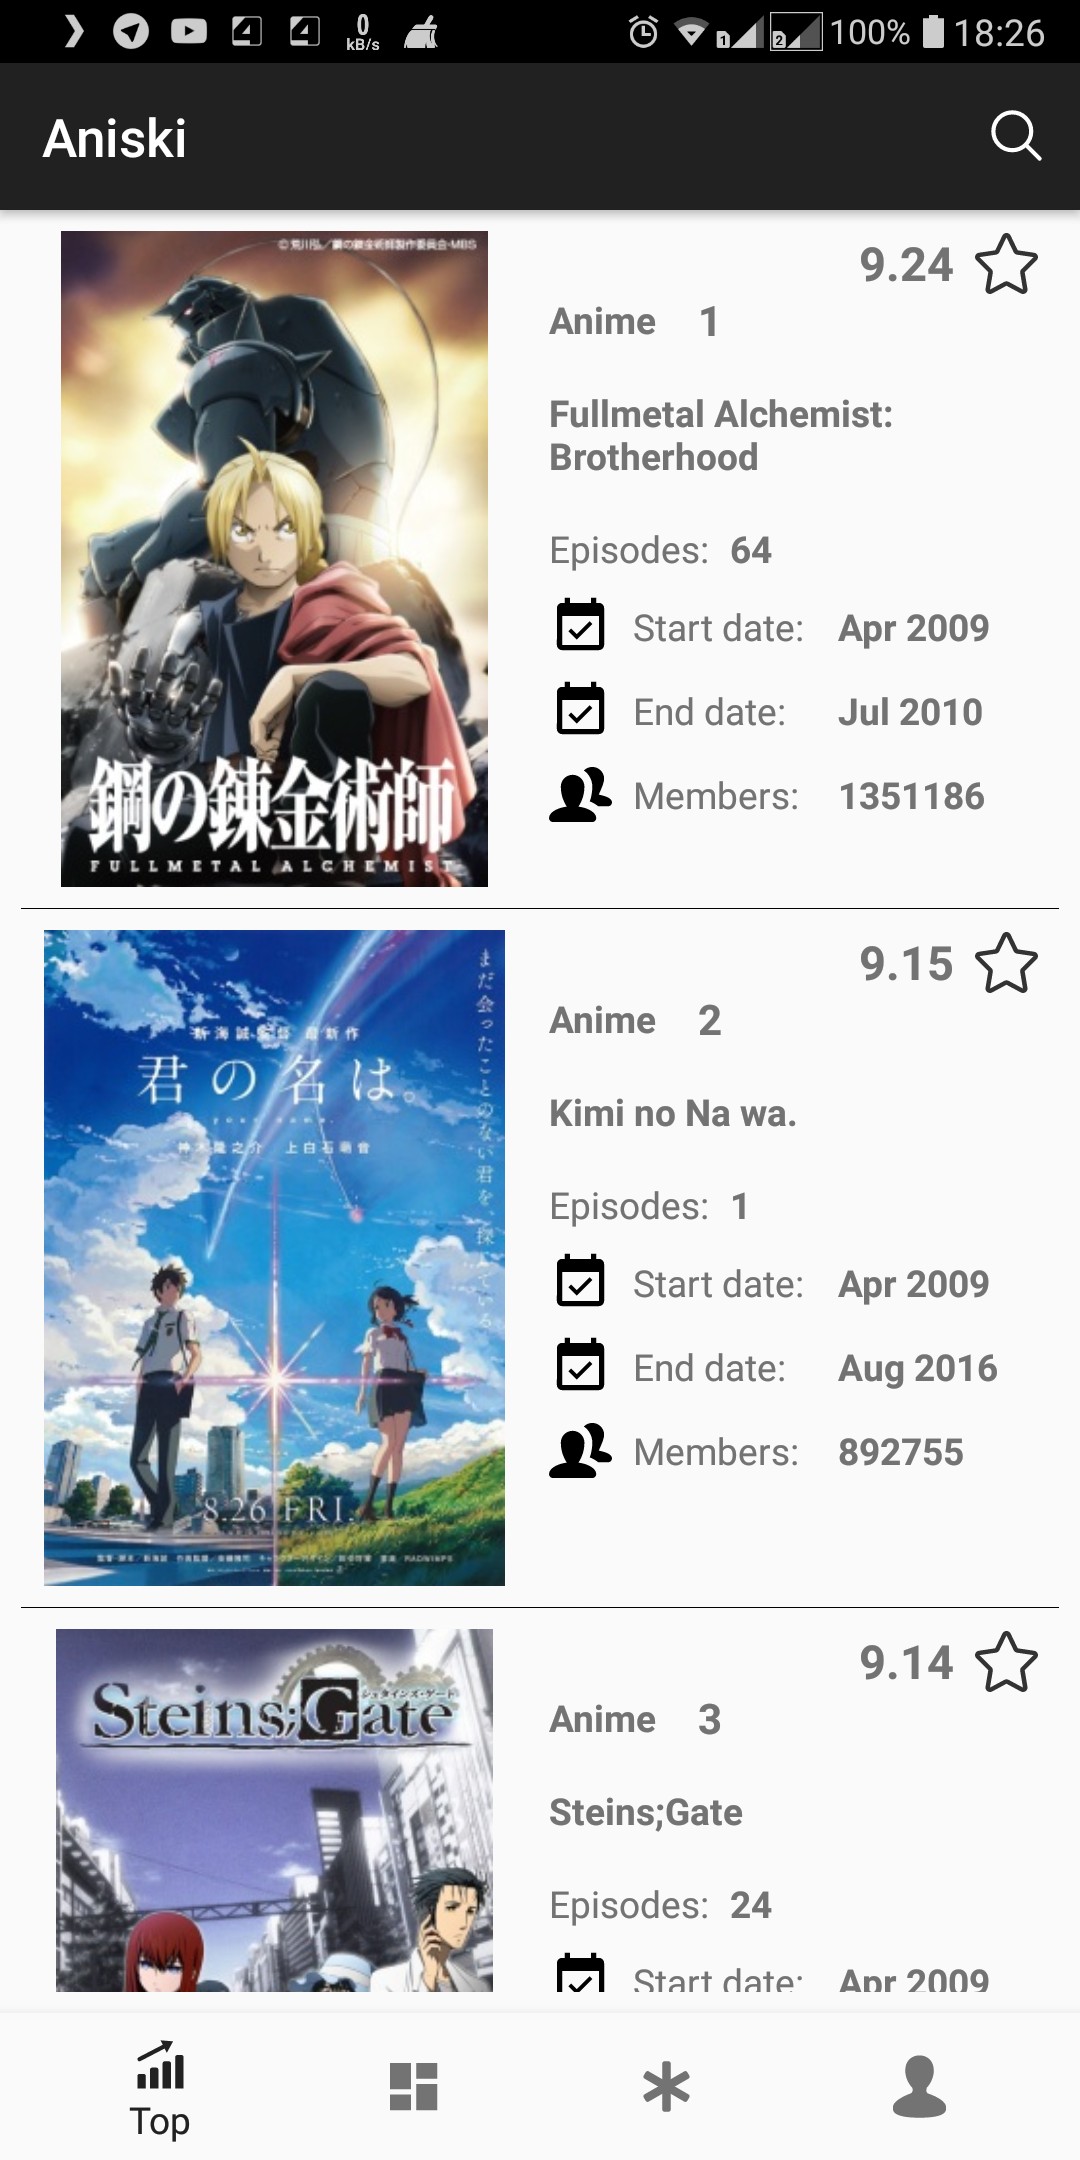 0
kB/s
1
2
100%
18:26
Aniski
©荒川弘／鋼の錬金術師製作委員会・MBS
9.24
Anime 1
Fullmetal Alchemist:
Brotherhood
Episodes: 64
Start date: Apr 2009
End date: Jul 2010
Members: 1351186
鋼の錬金術師
FULLMETAL ALCHEMIST
まだ会ったことのない君を、探している。
新海誠監督 最新作
君の名は。
your name.
神木隆之介 上白石萌音
8.26 FRI.
9.15
Anime 2
Kimi no Na wa.
Episodes: 1
Start date: Apr 2009
End date: Aug 2016
Members: 892755
シュタインズ・ゲート
Steins;Gate
9.14
Anime 3
Steins;Gate
Episodes: 24
Start date: Apr 2009
Top